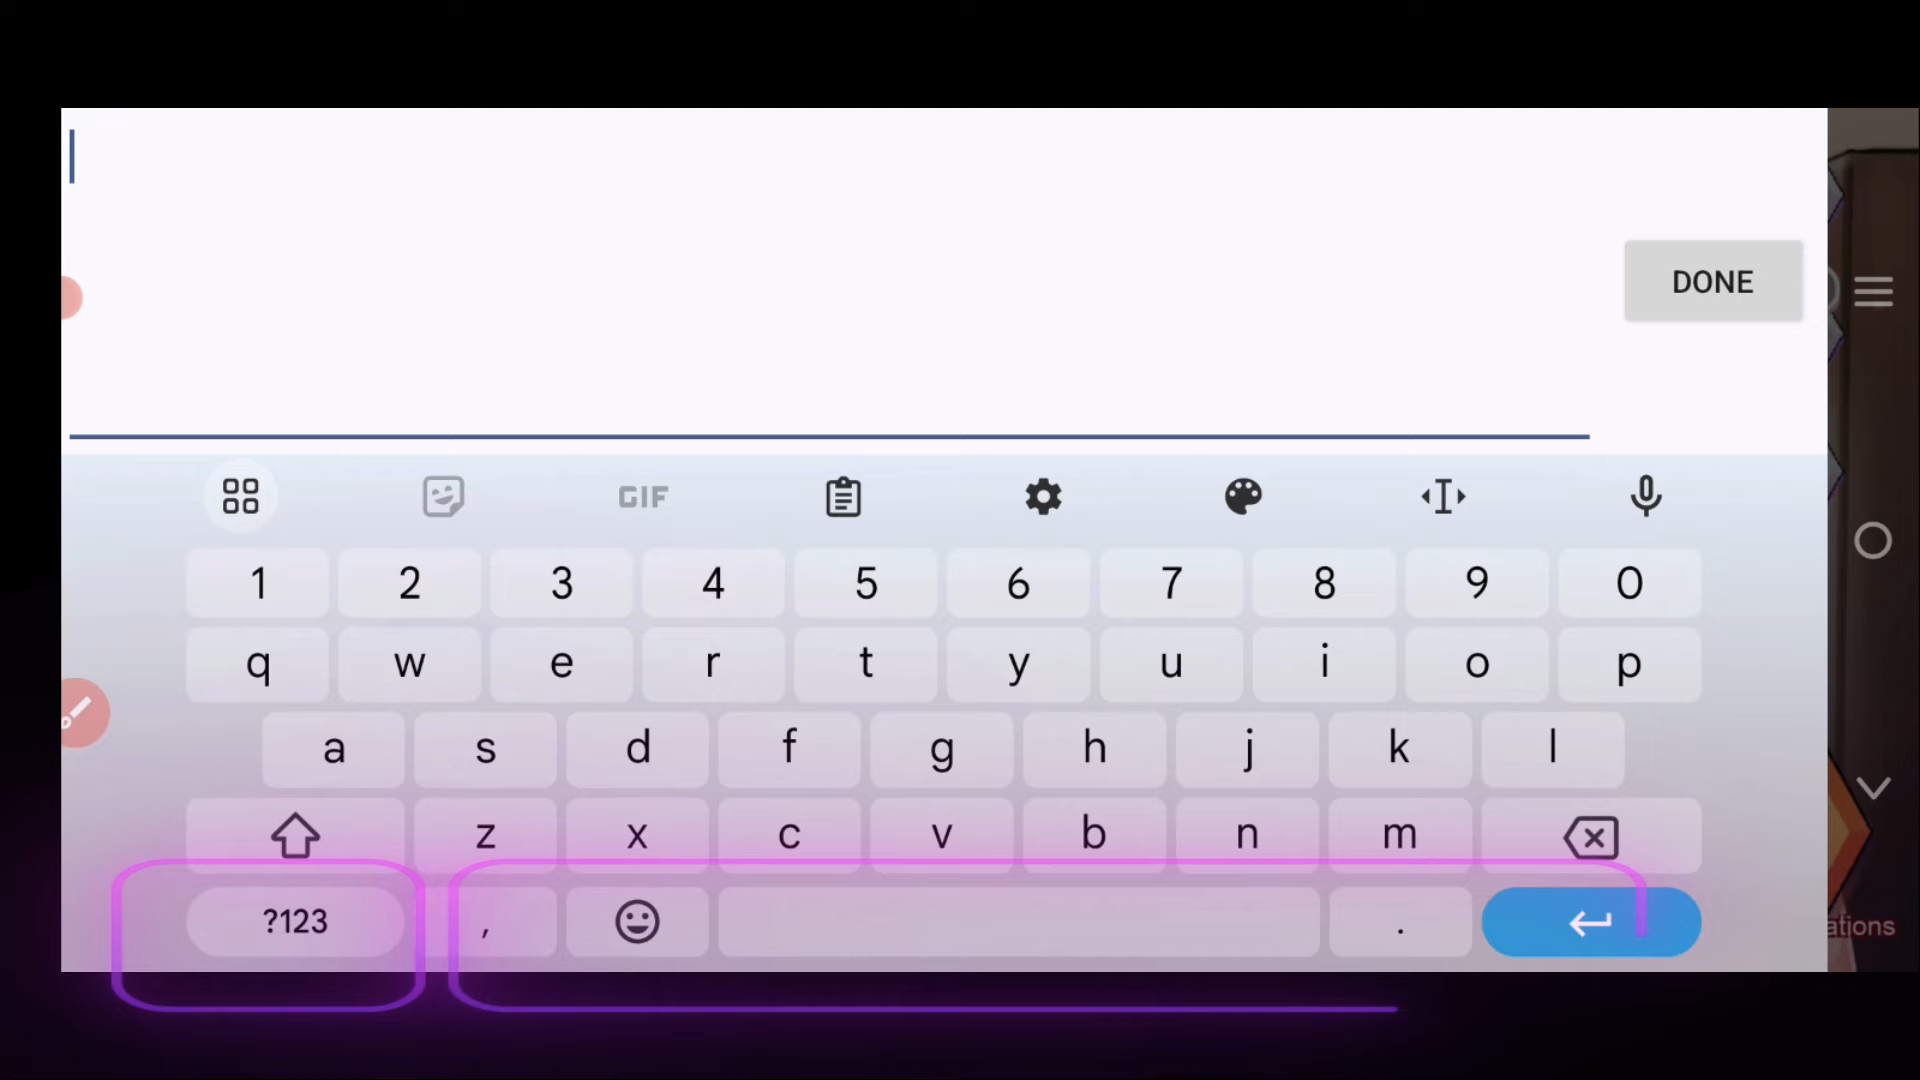 DONE
GIF
1 2 3 4 5 6 7 8 9 0
q w e r t y u i o p
a s d f g h j k l
z x c v b n m
?123 , .
ations